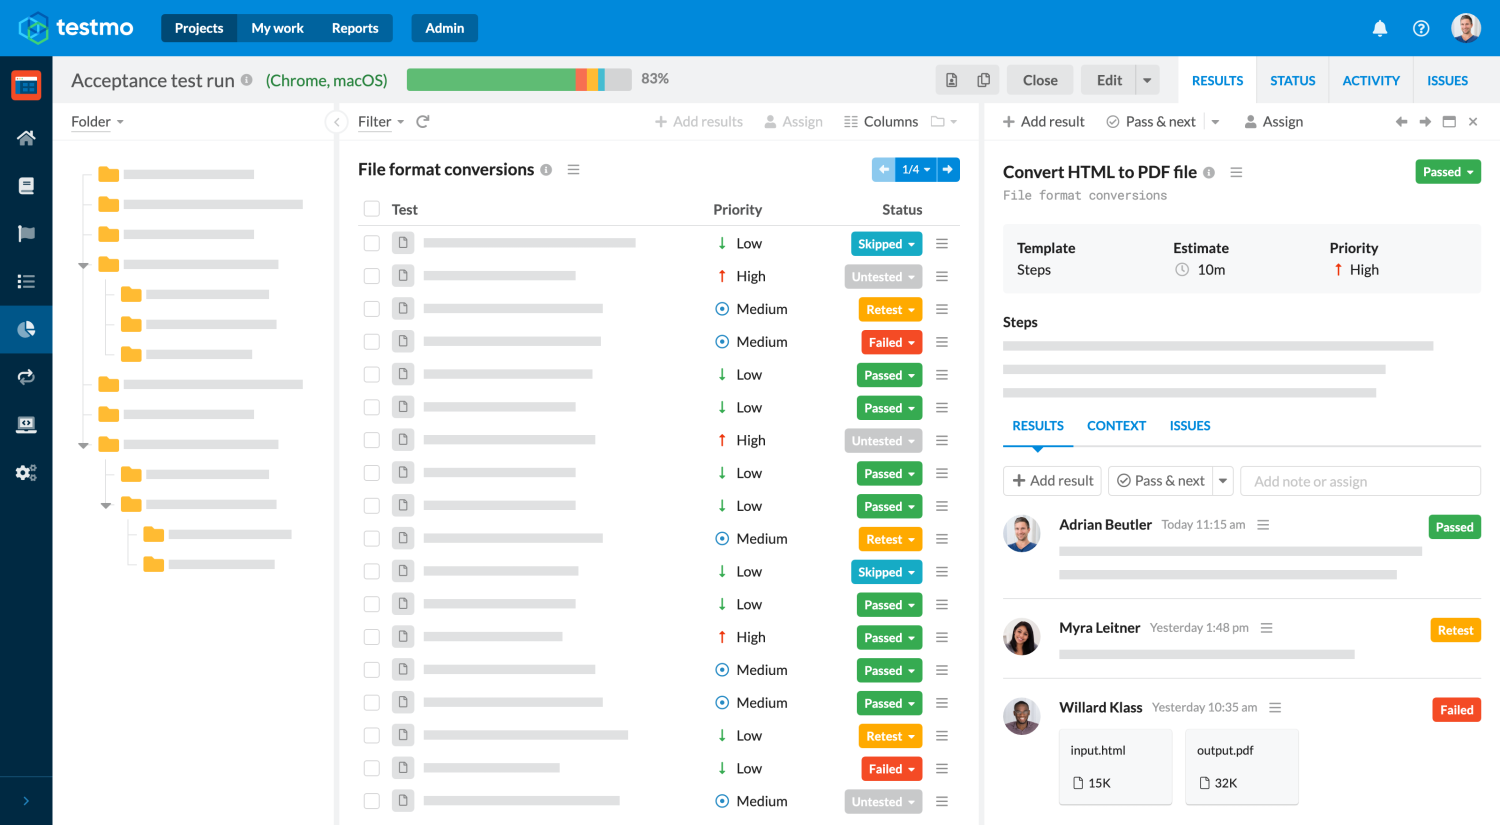 testmo
Projects My work Reports Admin
Acceptance test run (Chrome, macOS) 83% Close Edit RESULTS STATUS ACTIVITY ISSUES
Folder
Filter Add results Assign Columns
File format conversions 1/4
Test Priority Status
Low Skipped
High Untested
Medium Retest
Medium Failed
Low Passed
Low Passed
High Untested
Low Passed
Low Passed
Medium Retest
Low Skipped
Low Passed
High Passed
Medium Passed
Medium Passed
Low Retest
Low Failed
Medium Untested
Add result Pass & next Assign
Convert HTML to PDF file Passed
File format conversions
Template Estimate Priority
Steps 10m High
Steps
RESULTS CONTEXT ISSUES
Add result Pass & next Add note or assign
Adrian Beutler Today 11:15 am Passed
Myra Leitner Yesterday 1:48 pm Retest
Willard Klass Yesterday 10:35 am Failed
input.html output.pdf
15K 32K